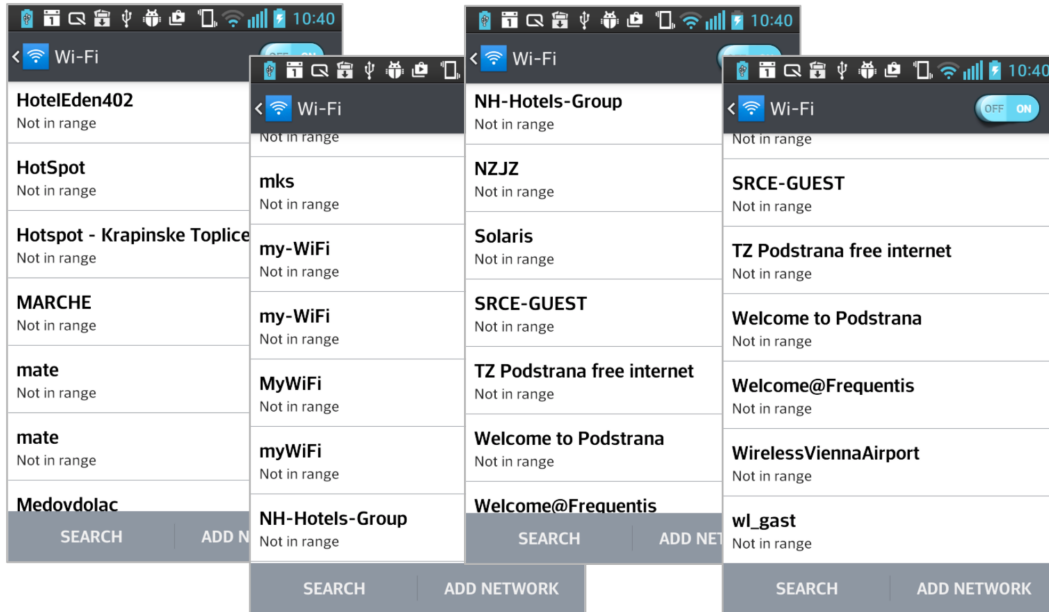 10:40
Wi-Fi
HotelEden402
Not in range
HotSpot
Not in range
Hotspot - Krapinske Toplice
Not in range
MARCHE
Not in range
mate
Not in range
mate
Not in range
Medovdolac
SEARCH
ADD N
Wi-Fi
Not in range
mks
Not in range
my-WiFi
Not in range
my-WiFi
Not in range
MyWiFi
Not in range
myWiFi
Not in range
NH-Hotels-Group
Not in range
SEARCH
ADD NETWORK
10:40
Wi-Fi
NH-Hotels-Group
Not in range
NZJZ
Not in range
Solaris
Not in range
SRCE-GUEST
Not in range
TZ Podstrana free internet
Not in range
Welcome to Podstrana
Not in range
Welcome@Frequentis
SEARCH
ADD NET
10:40
Wi-Fi
OFF ON
Not in range
SRCE-GUEST
Not in range
TZ Podstrana free internet
Not in range
Welcome to Podstrana
Not in range
Welcome@Frequentis
Not in range
WirelessViennaAirport
Not in range
wl_gast
Not in range
SEARCH
ADD NETWORK